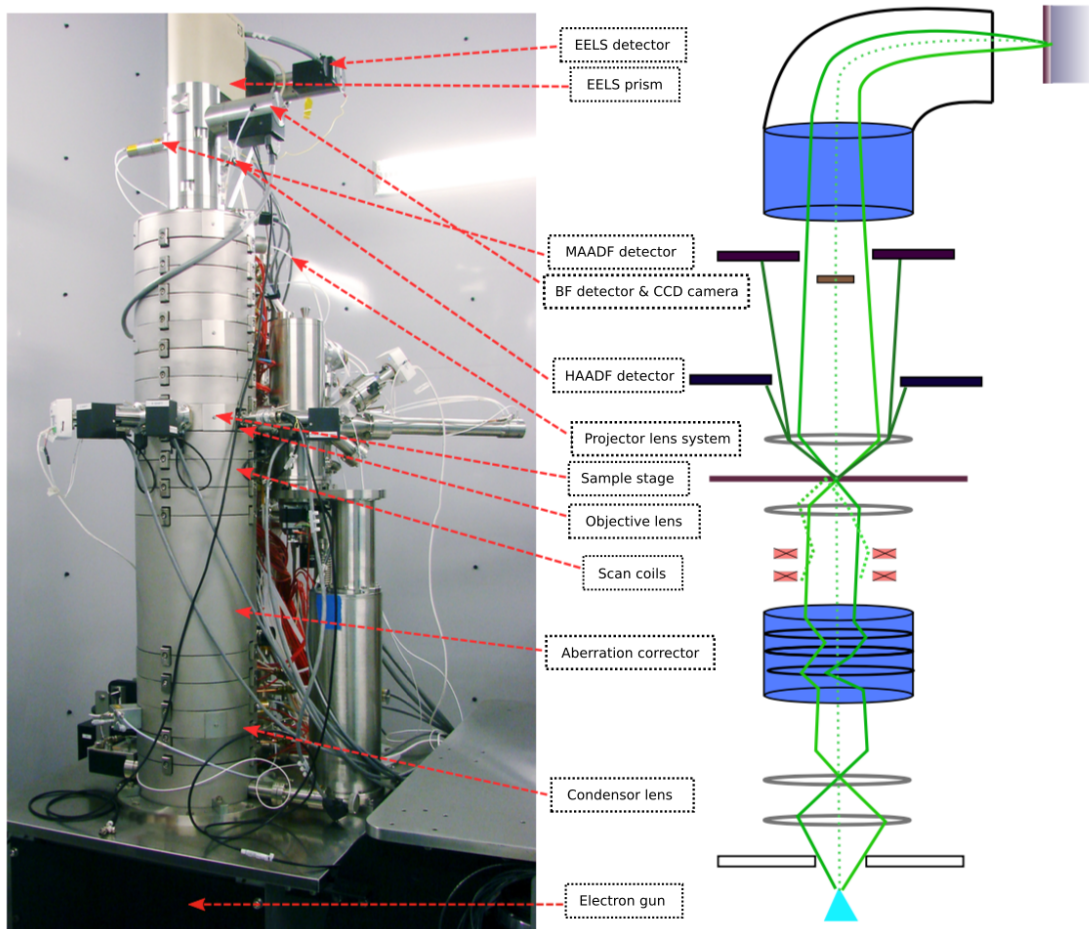 EELS detector
EELS prism
MAADF detector
BF detector & CCD camera
HAADF detector
Projector lens system
Sample stage
Objective lens
Scan coils
Aberration corrector
Condensor lens
Electron gun